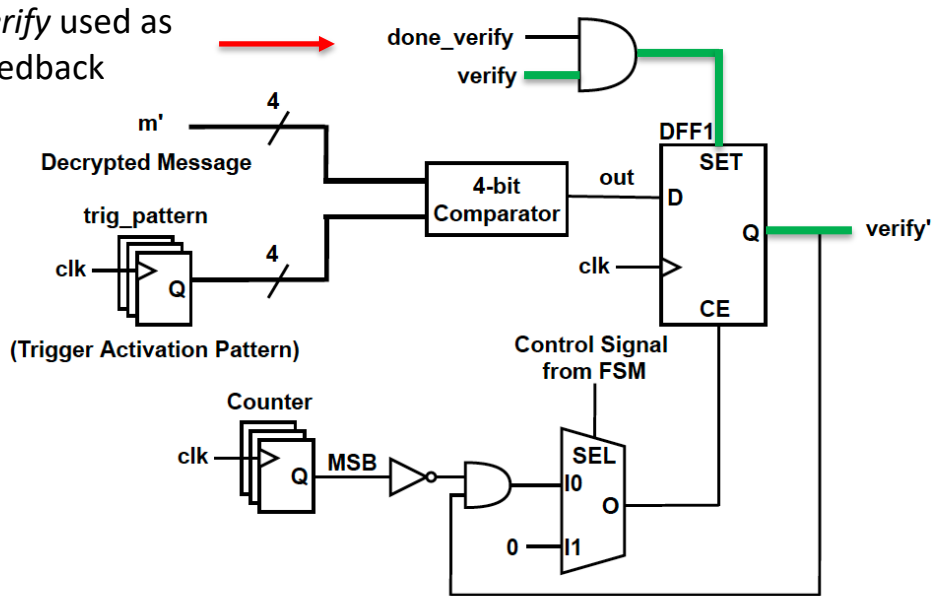 erify used as
eedback
done_verify
verify
4
m'
Decrypted Message
DFF1
SET
4-bit
Comparator
out
D
Q
verify'
trig_pattern
clk
Q
4
clk
CE
(Trigger Activation Pattern)
Control Signal
from FSM
Counter
clk
Q
MSB
SEL
I0
O
0
I1